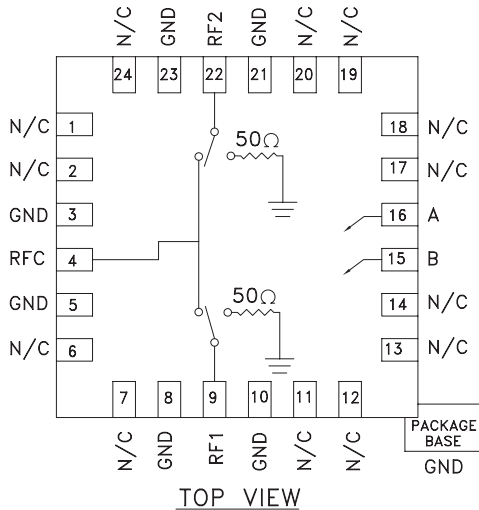 N/C GND RF2 GND N/C N/C
24 23 22 21 20 19
N/C 1
N/C 2
GND 3
RFC 4
GND 5
N/C 6
50Ω
50Ω
18 N/C
17 N/C
16 A
15 B
14 N/C
13 N/C
7 8 9 10 11 12
N/C GND RF1 GND N/C N/C
PACKAGE
BASE
GND
TOP VIEW